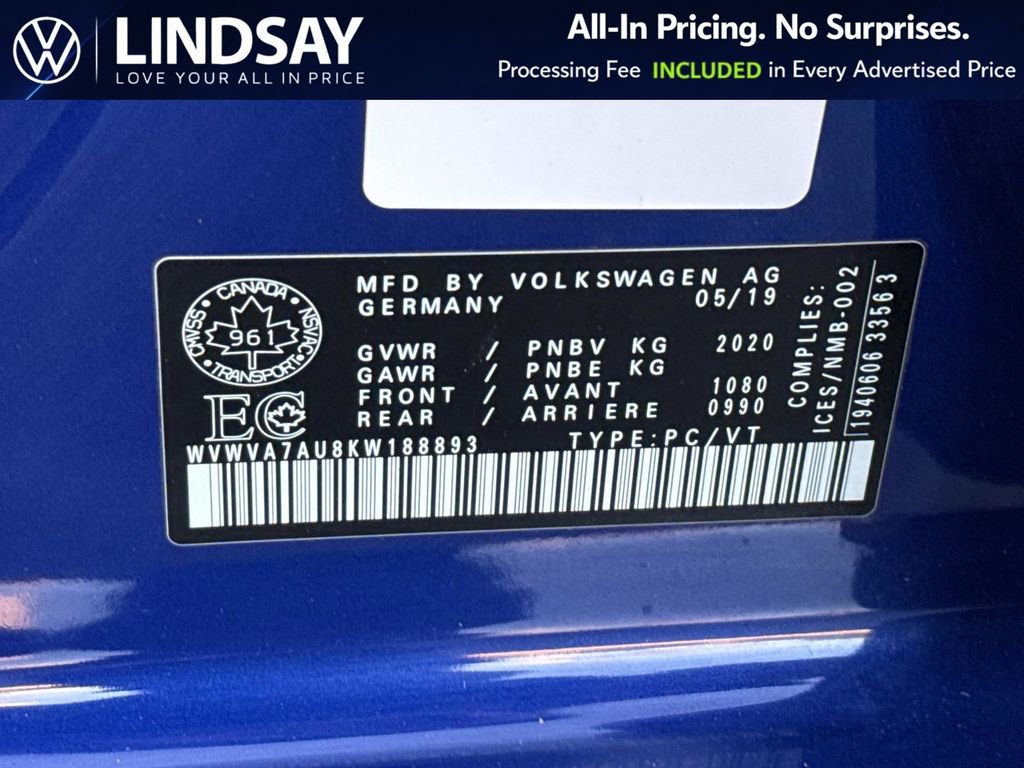 LINDSAY
LOVE YOUR ALL IN PRICE
All-In Pricing. No Surprises.
Processing Fee INCLUDED in Every Advertised Price
MFD BY VOLKSWAGEN AG
GERMANY 05/19
CANADA
CMVSS 961 NSVAC
TRANSPORT
GVWR / PNBV KG 2020
GAWR / PNBE KG
FRONT / AVANT 1080
REAR / ARRIERE 0990
EC
WVWVA7AU8KW188893 TYPE:PC/VT
COMPLIES:
ICES/NMB-002
1940606 3356 3